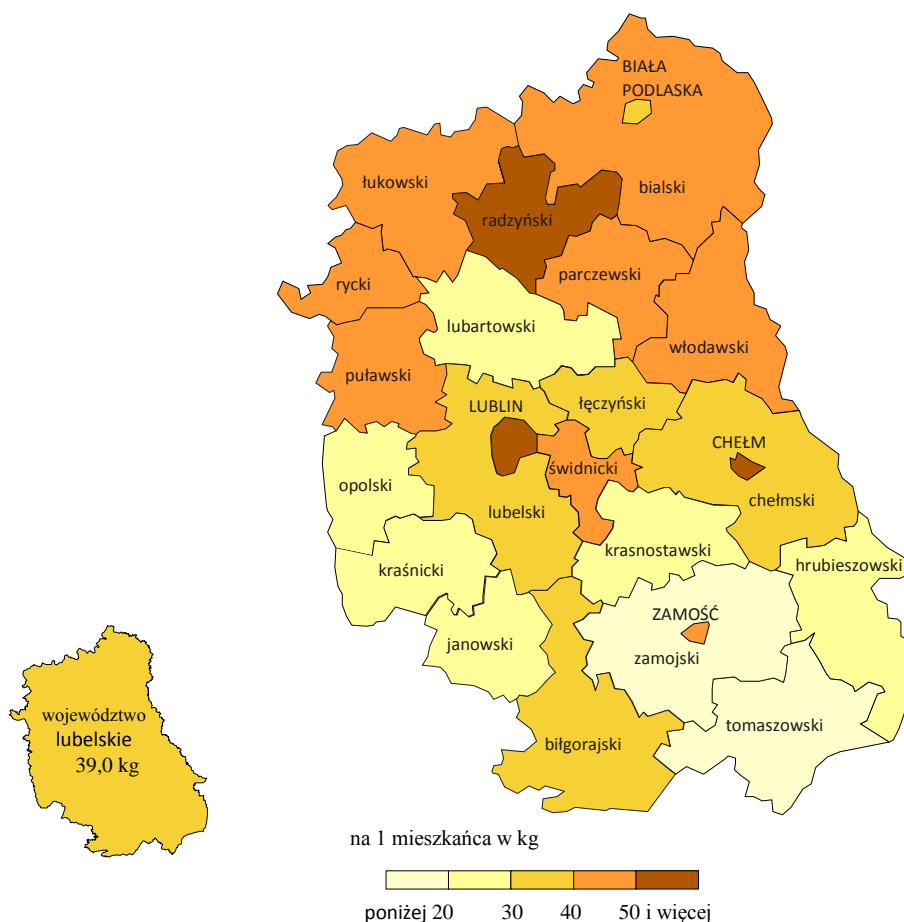 BIAŁA
PODLASKA
łukowski
bialski
radzyński
rycki
parczewski
lubartowski
włodawski
puławski
LUBLIN
łęczyński
CHEŁM
świdnicki
opolski
chełmski
lubelski
krasnostawski
hrubieszowski
kraśnicki
ZAMOŚĆ
janowski
zamojski
tomaszowski
biłgorajski
województwo
lubelskie
39,0 kg
na 1 mieszkańca w kg
poniżej 20 30 40 50 i więcej